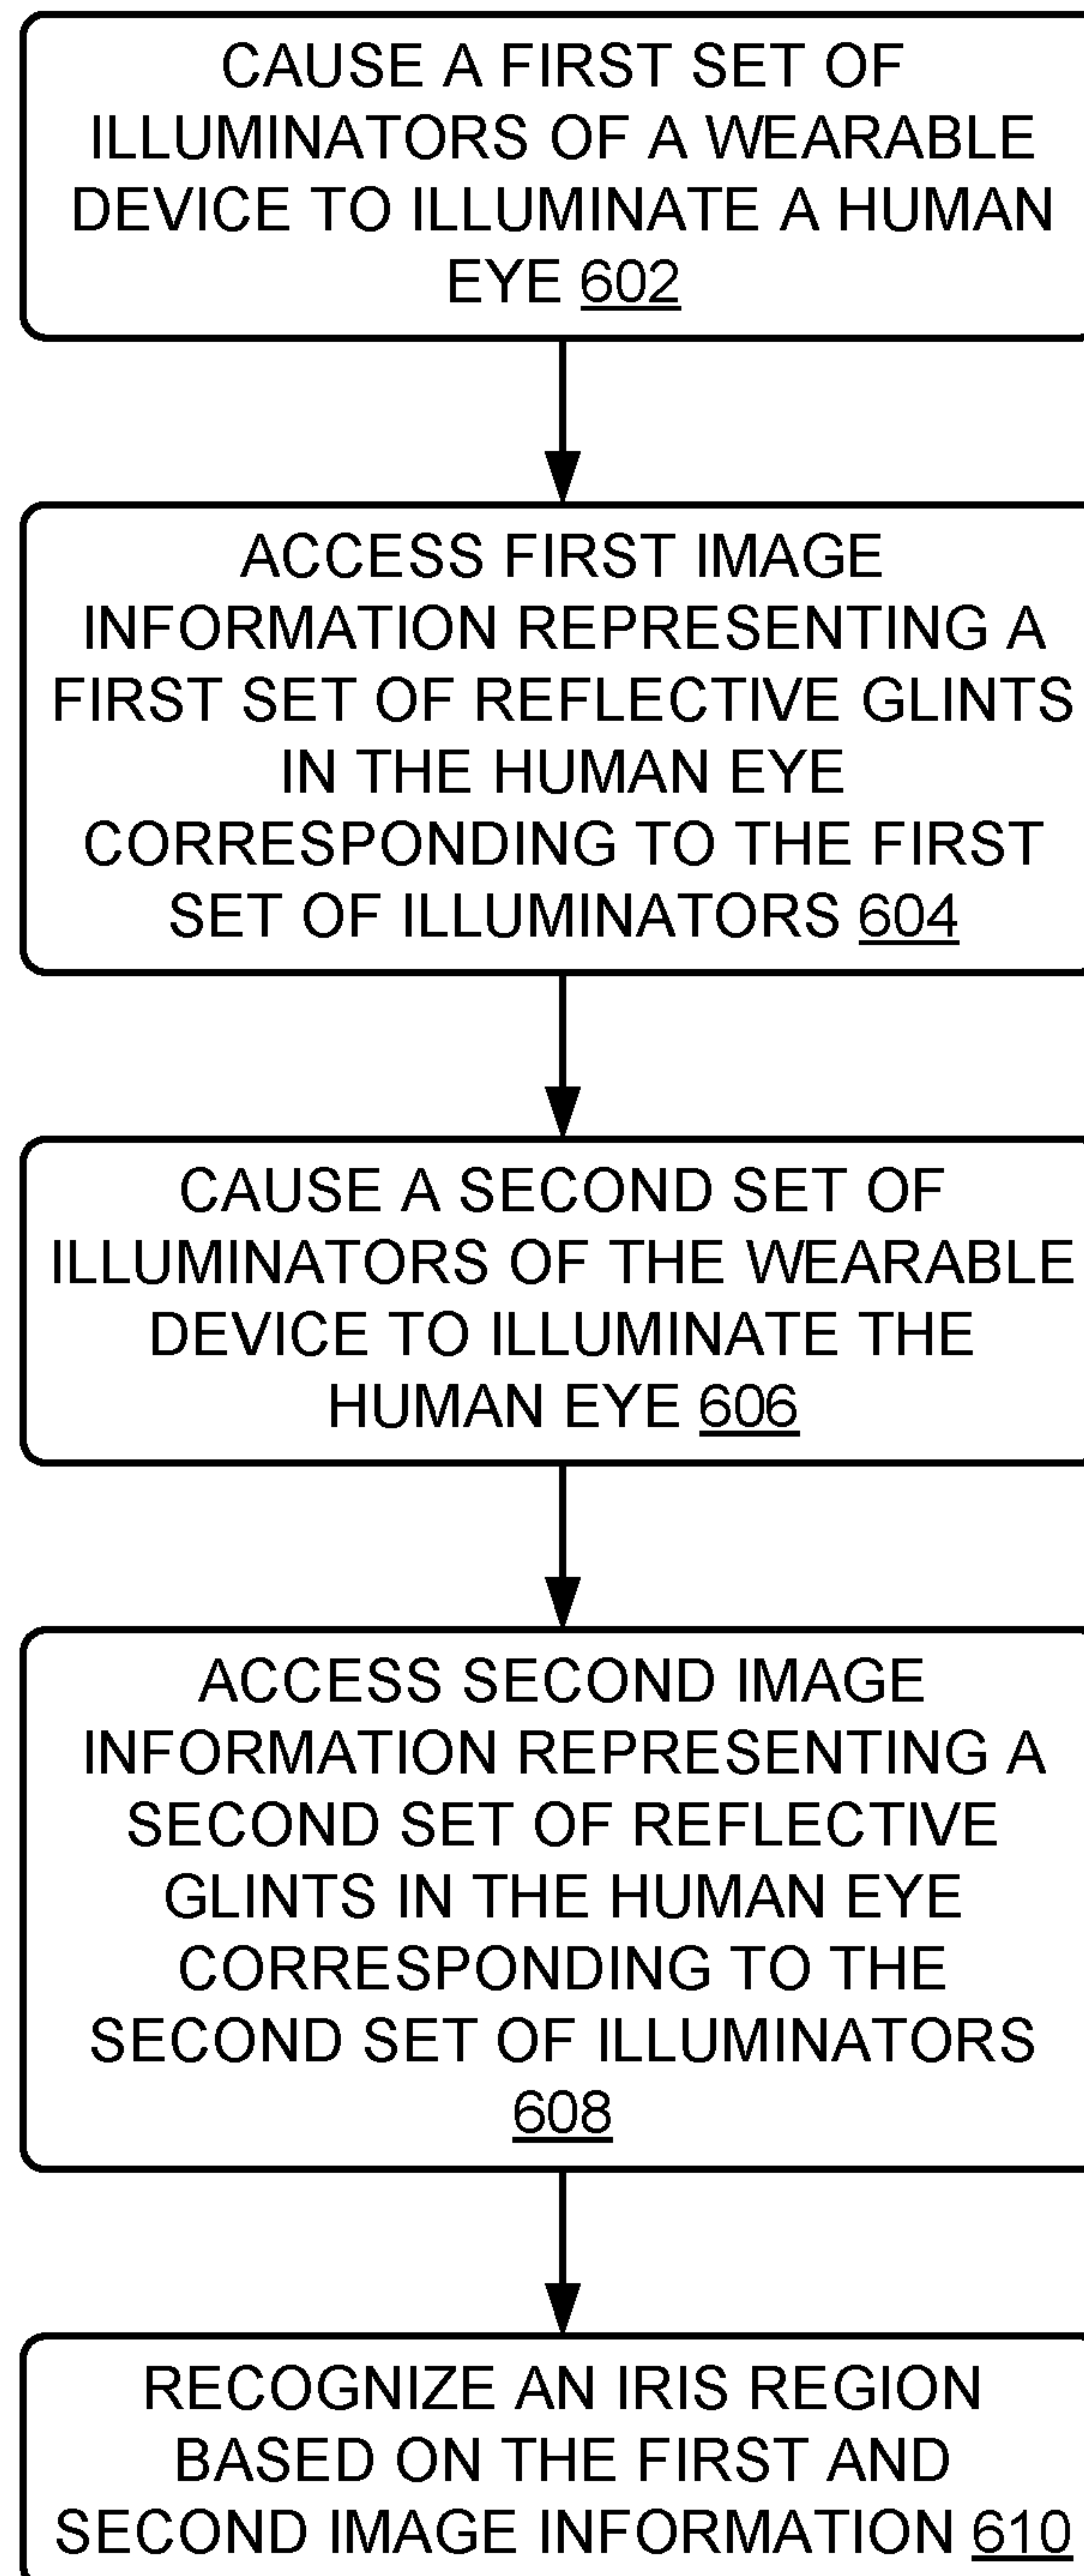 CAUSE A FIRST SET OF
ILLUMINATORS OF A WEARABLE
DEVICE TO ILLUMINATE A HUMAN
EYE 602
ACCESS FIRST IMAGE
INFORMATION REPRESENTING A
FIRST SET OF REFLECTIVE GLINTS
IN THE HUMAN EYE
CORRESPONDING TO THE FIRST
SET OF ILLUMINATORS 604
CAUSE A SECOND SET OF
ILLUMINATORS OF THE WEARABLE
DEVICE TO ILLUMINATE THE
HUMAN EYE 606
ACCESS SECOND IMAGE
INFORMATION REPRESENTING A
SECOND SET OF REFLECTIVE
GLINTS IN THE HUMAN EYE
CORRESPONDING TO THE
SECOND SET OF ILLUMINATORS
608
RECOGNIZE AN IRIS REGION
BASED ON THE FIRST AND
SECOND IMAGE INFORMATION 610